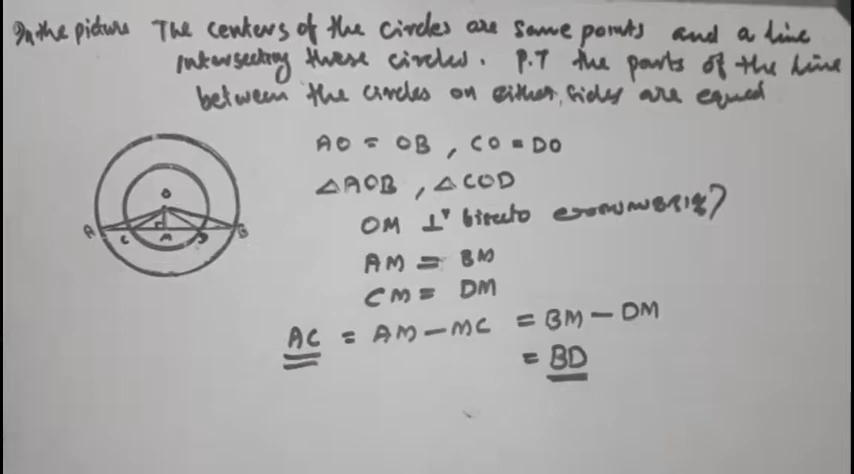 In the picture The centers of the circles are same points and a line
intersecting these circles. P.T the parts of the line
between the circles on either sides are equal
AO = OB, CO = DO
△AOB, △COD
O
OM ⊥r
A C M D B
AM = BM
CM = DM
AC = AM - MC = BM - DM
= BD